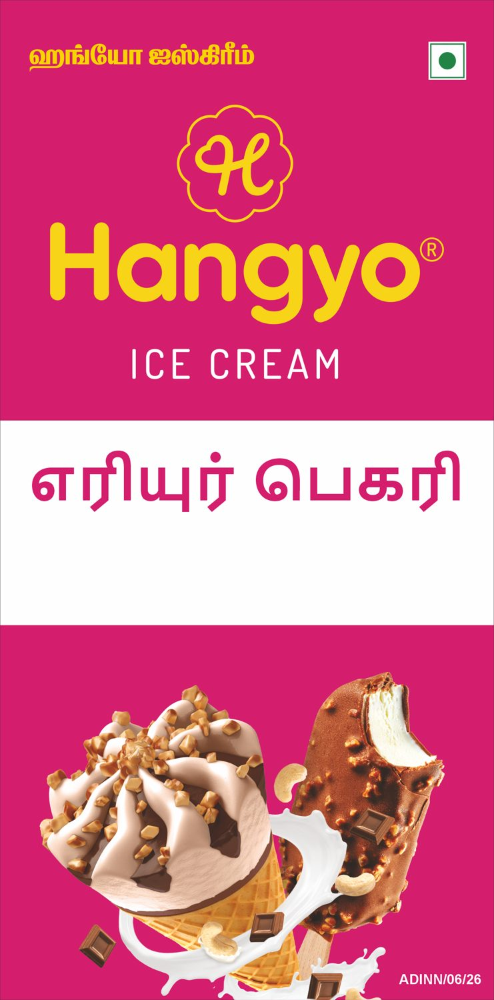 ஹங்யோ ஐஸ்கிரீம்
H
Hangyo®
ICE CREAM
எரியுர் பெகரி
ADINN/06/26